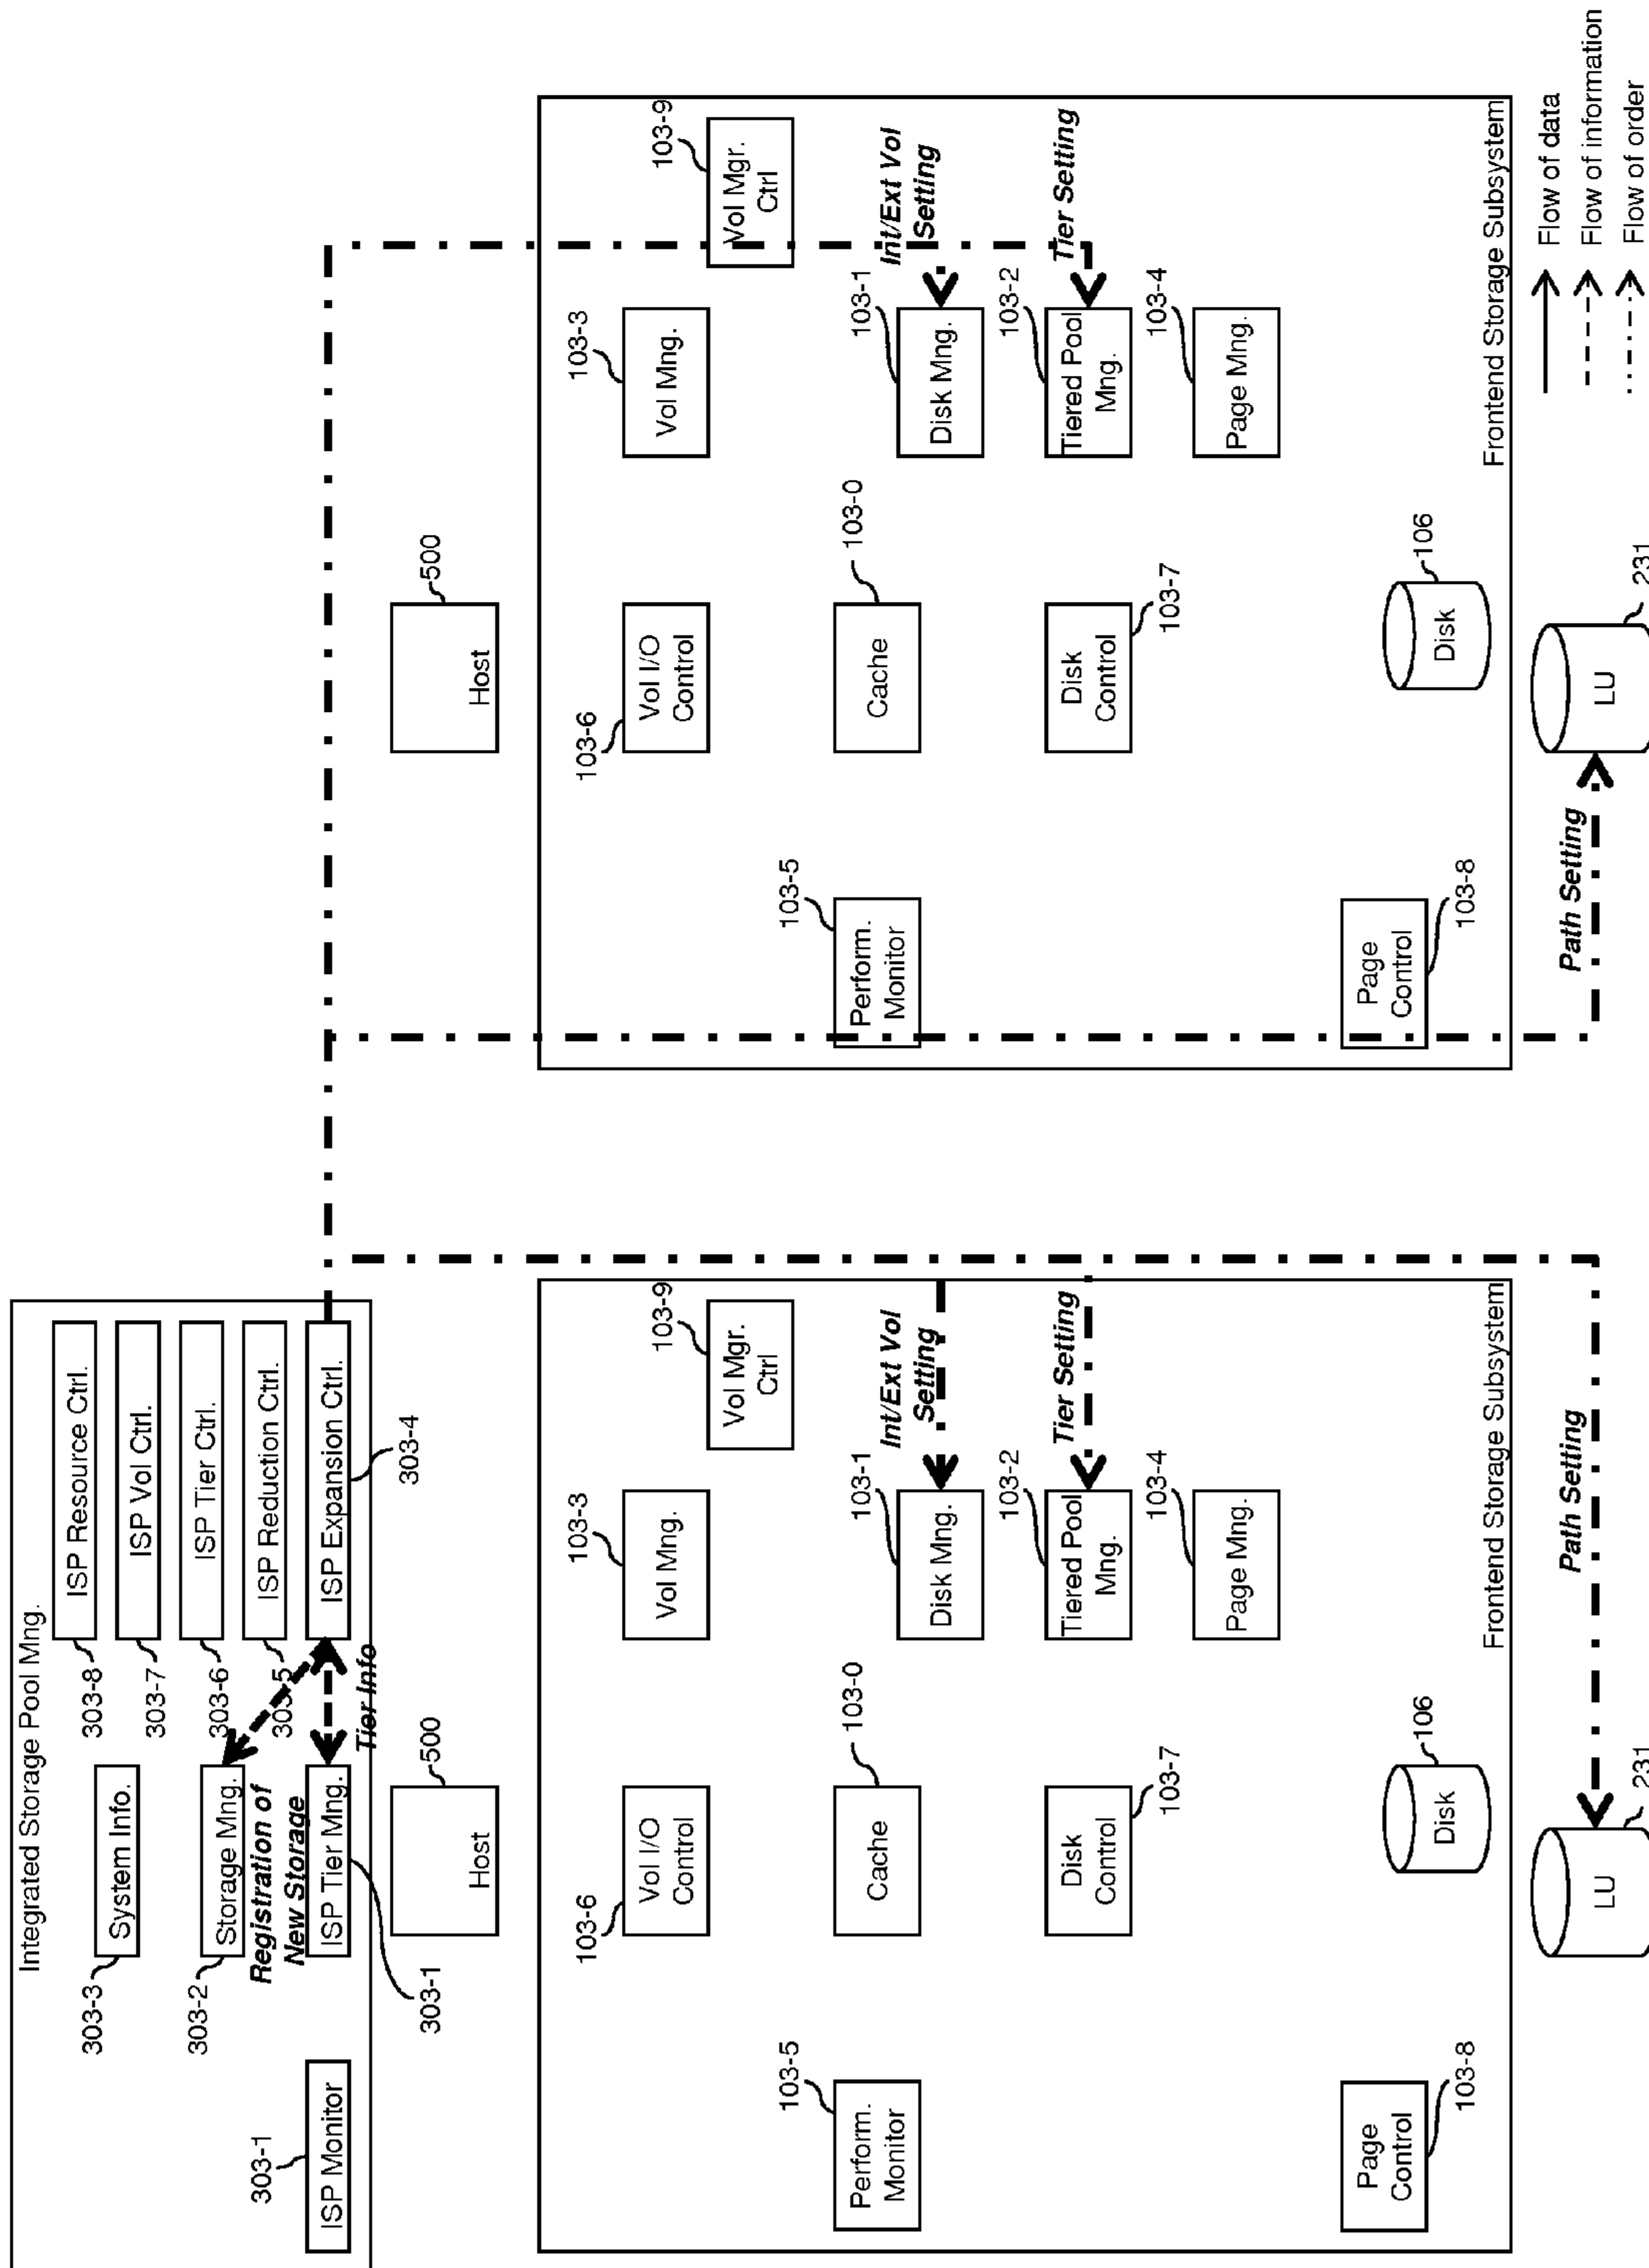 Integrated Storage Pool Mng.
303-1
ISP Monitor
303-3
System Info.
303-2
Storage Mng.
Registration of
New Storage
ISP Tier Mng.
303-1
303-8
ISP Resource Ctrl.
303-7
ISP Vol Ctrl.
303-6
ISP Tier Ctrl.
303-5
ISP Reduction Ctrl.
ISP Expansion Ctrl.
303-4
Tier Info
500
Host
103-9
Vol Mgr.
Ctrl
103-3
Vol Mng.
103-6
Vol I/O
Control
103-5
Perform.
Monitor
103-0
Cache
Int/Ext Vol
Setting
103-1
Disk Mng.
Tier Setting
103-2
Tiered Pool
Mng.
Disk
Control
103-7
103-4
Page Mng.
Page
Control
103-8
106
Disk
Frontend Storage Subsystem
Path Setting
LU
231
500
Host
103-9
Vol Mgr.
Ctrl
103-3
Vol Mng.
103-6
Vol I/O
Control
103-5
Perform.
Monitor
103-0
Cache
Int/Ext Vol
Setting
103-1
Disk Mng.
Tier Setting
103-2
Tiered Pool
Mng.
Disk
Control
103-7
103-4
Page Mng.
Page
Control
103-8
106
Disk
Frontend Storage Subsystem
Path Setting
LU
231
Flow of data
Flow of information
Flow of order